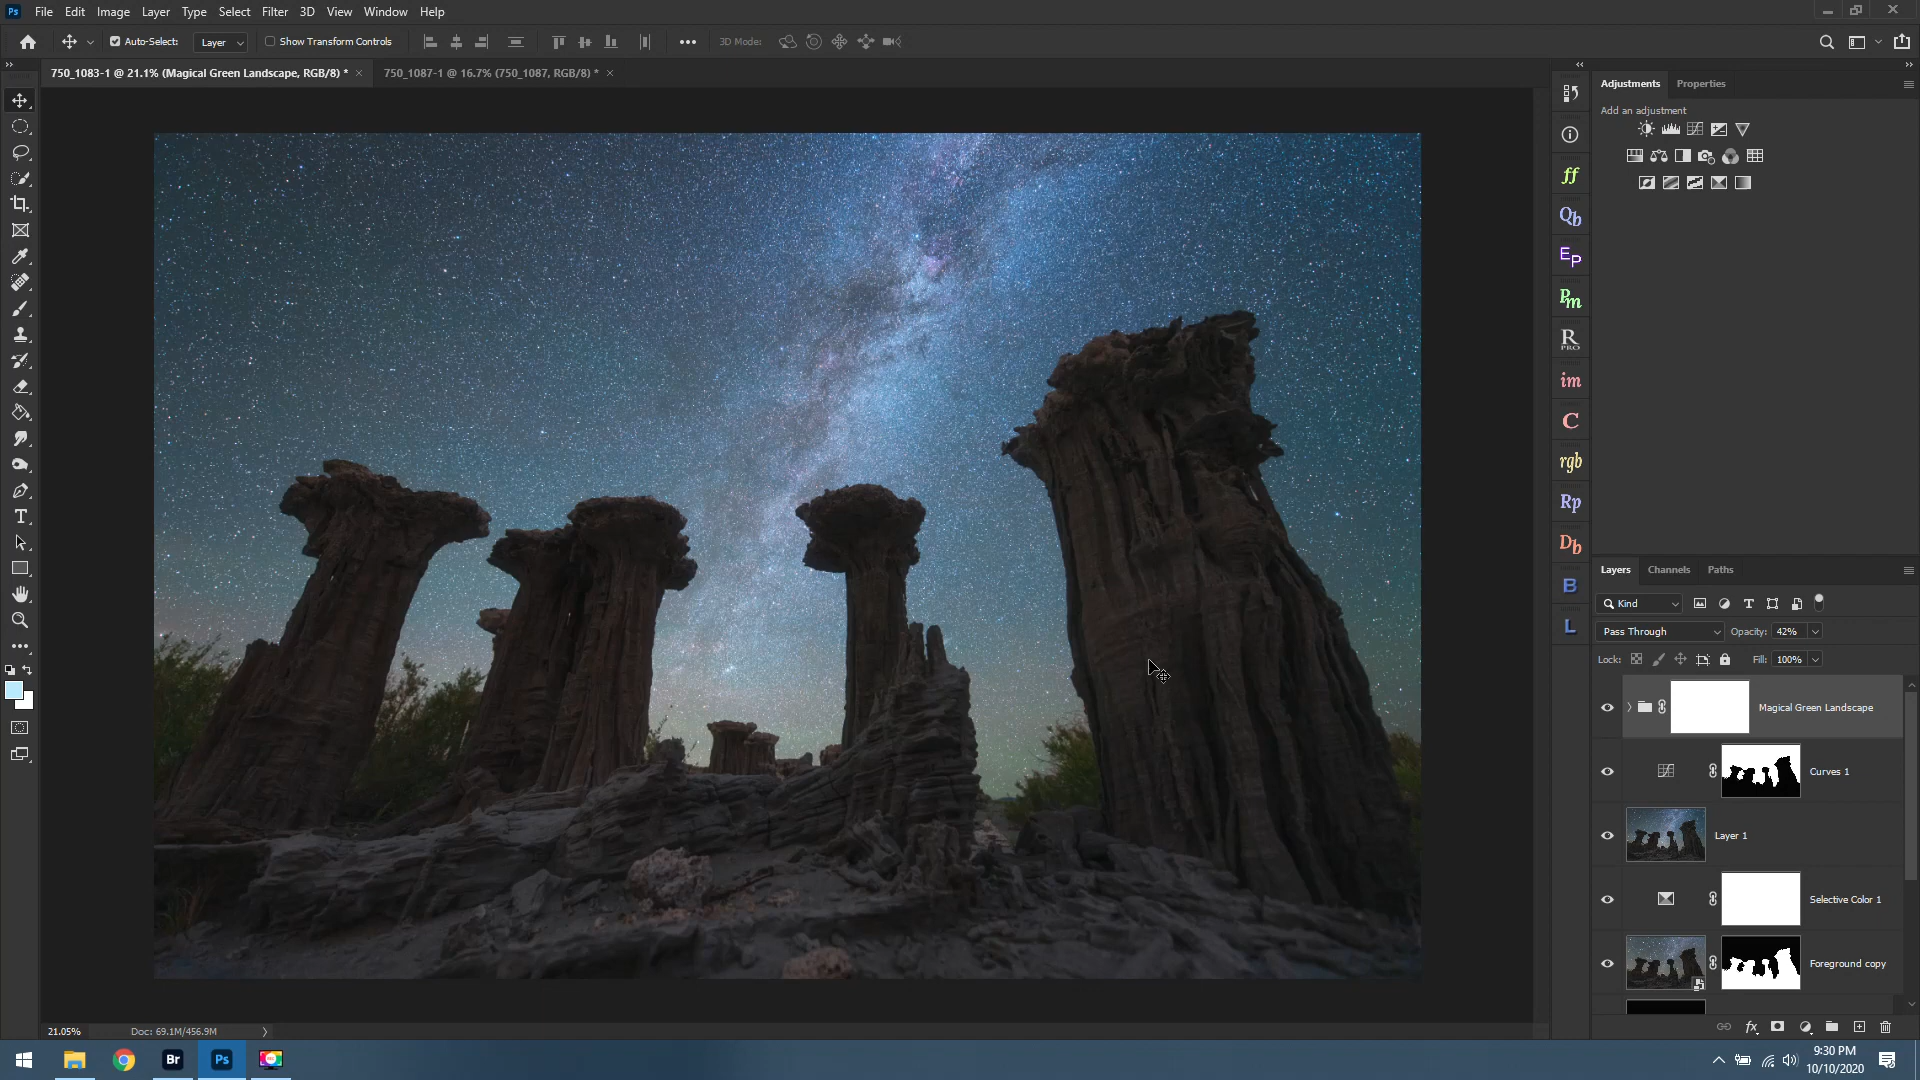 Ps File Edit Image Layer Type Select Filter 3D View Window Help
Auto-Select: Layer Show Transform Controls 3D Mode:
750_1083-1 @ 21.1% (Magical Green Landscape, RGB/8) * × 750_1087-1 @ 16.7% (750_1087, RGB/8) * ×
Adjustments Properties
Add an adjustment
ff
Qb
EP
Pm
R
PRO
im
C
rgb
Rp
Db
B
L
Layers Channels Paths
Kind
Pass Through Opacity: 42%
Lock: Fill: 100%
Magical Green Landscape
Curves 1
Layer 1
Selective Color 1
Foreground copy
fx
21.05% Doc: 69.1M/456.9M
Br Ps
9:30 PM
10/10/2020